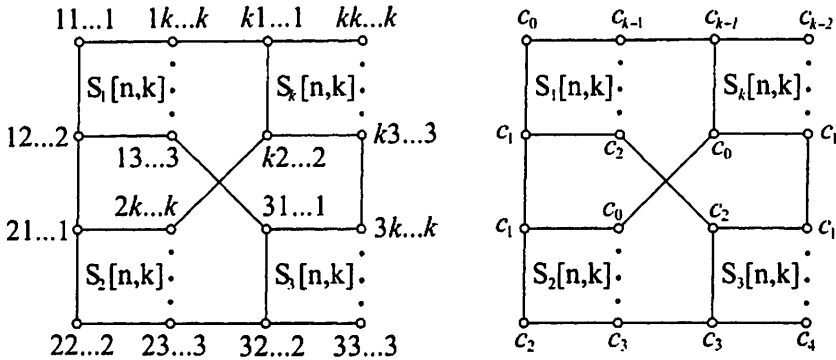 11...1 1k...k k1...1 kk...k c₀ cₖ₋₁ cₖ₋₁ cₖ₋₂
S₁[n,k] Sₖ[n,k] S₁[n,k] Sₖ[n,k]
12...2 k3...3 c₁ c₁
13...3 k2...2 c₂ c₀
2k...k 31...1 c₀ c₂
21...1 3k...k c₁ c₁
S₂[n,k] S₃[n,k] S₂[n,k] S₃[n,k]
22...2 23...3 32...2 33...3 c₂ c₃ c₃ c₄